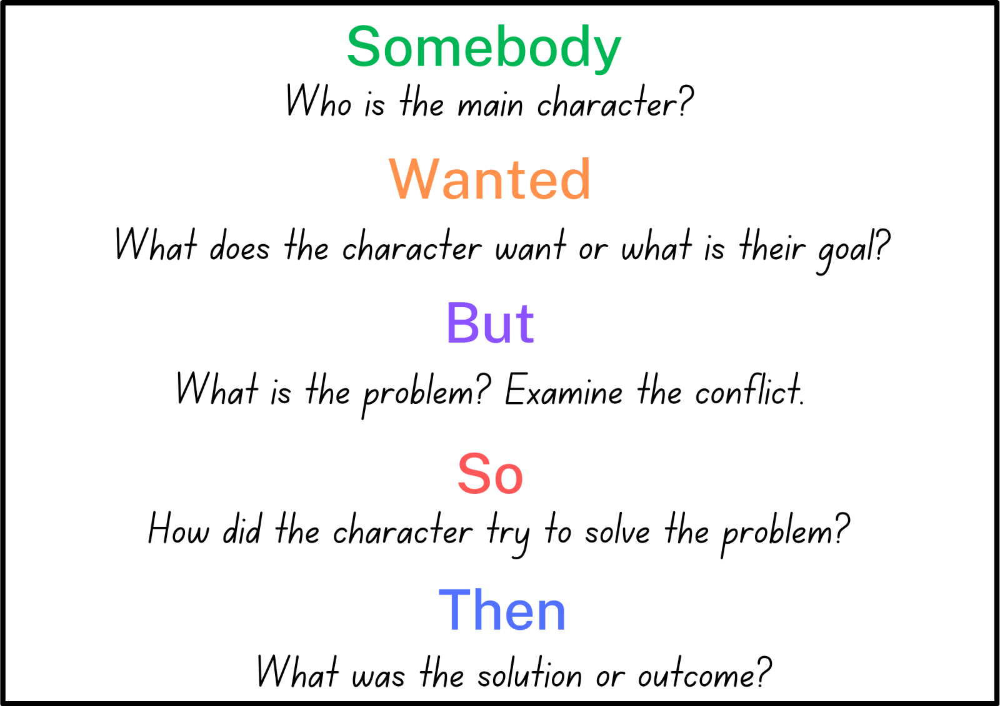 Somebody
Who is the main character?
Wanted
What does the character want or what is their goal?
But
What is the problem? Examine the conflict.
So
How did the character try to solve the problem?
Then
What was the solution or outcome?